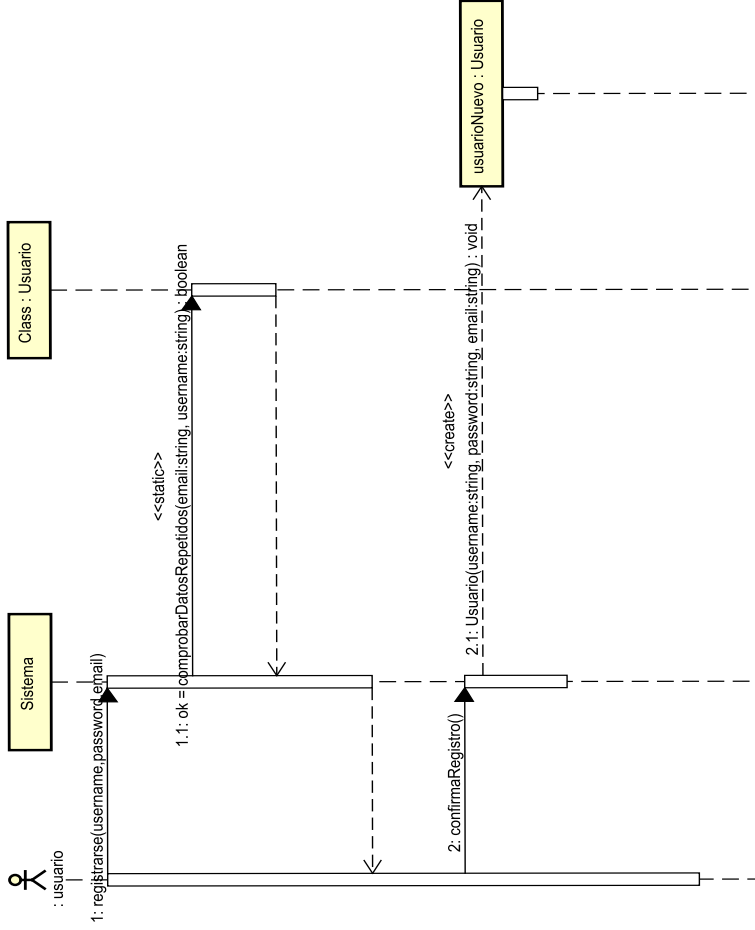 : usuario
Sistema
Class : Usuario
usuarioNuevo : Usuario
1: registrarse(username,password,email)
<<static>>
1.1: ok = comprobarDatosRepetidos(email:string, username:string) : boolean
2: confirmaRegistro()
<<create>>
2.1: Usuario(username:string, password:string, email:string) : void